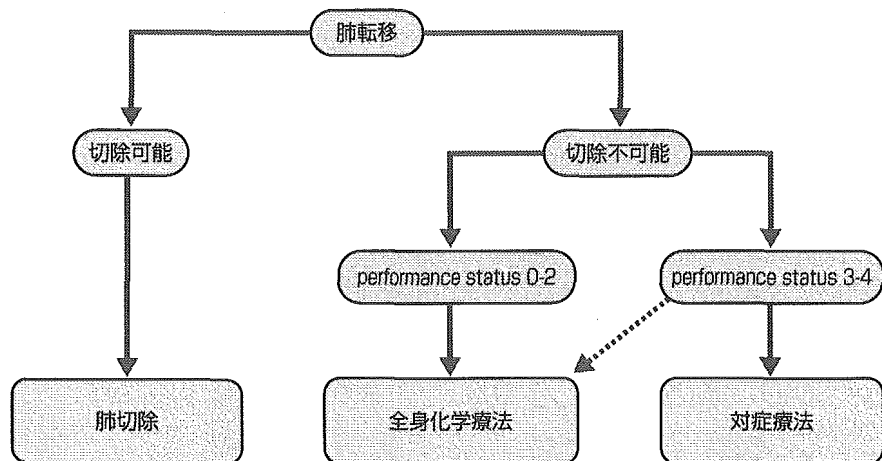 肺転移
切除可能
切除不可能
performance status 0-2
performance status 3-4
肺切除
全身化学療法
対症療法